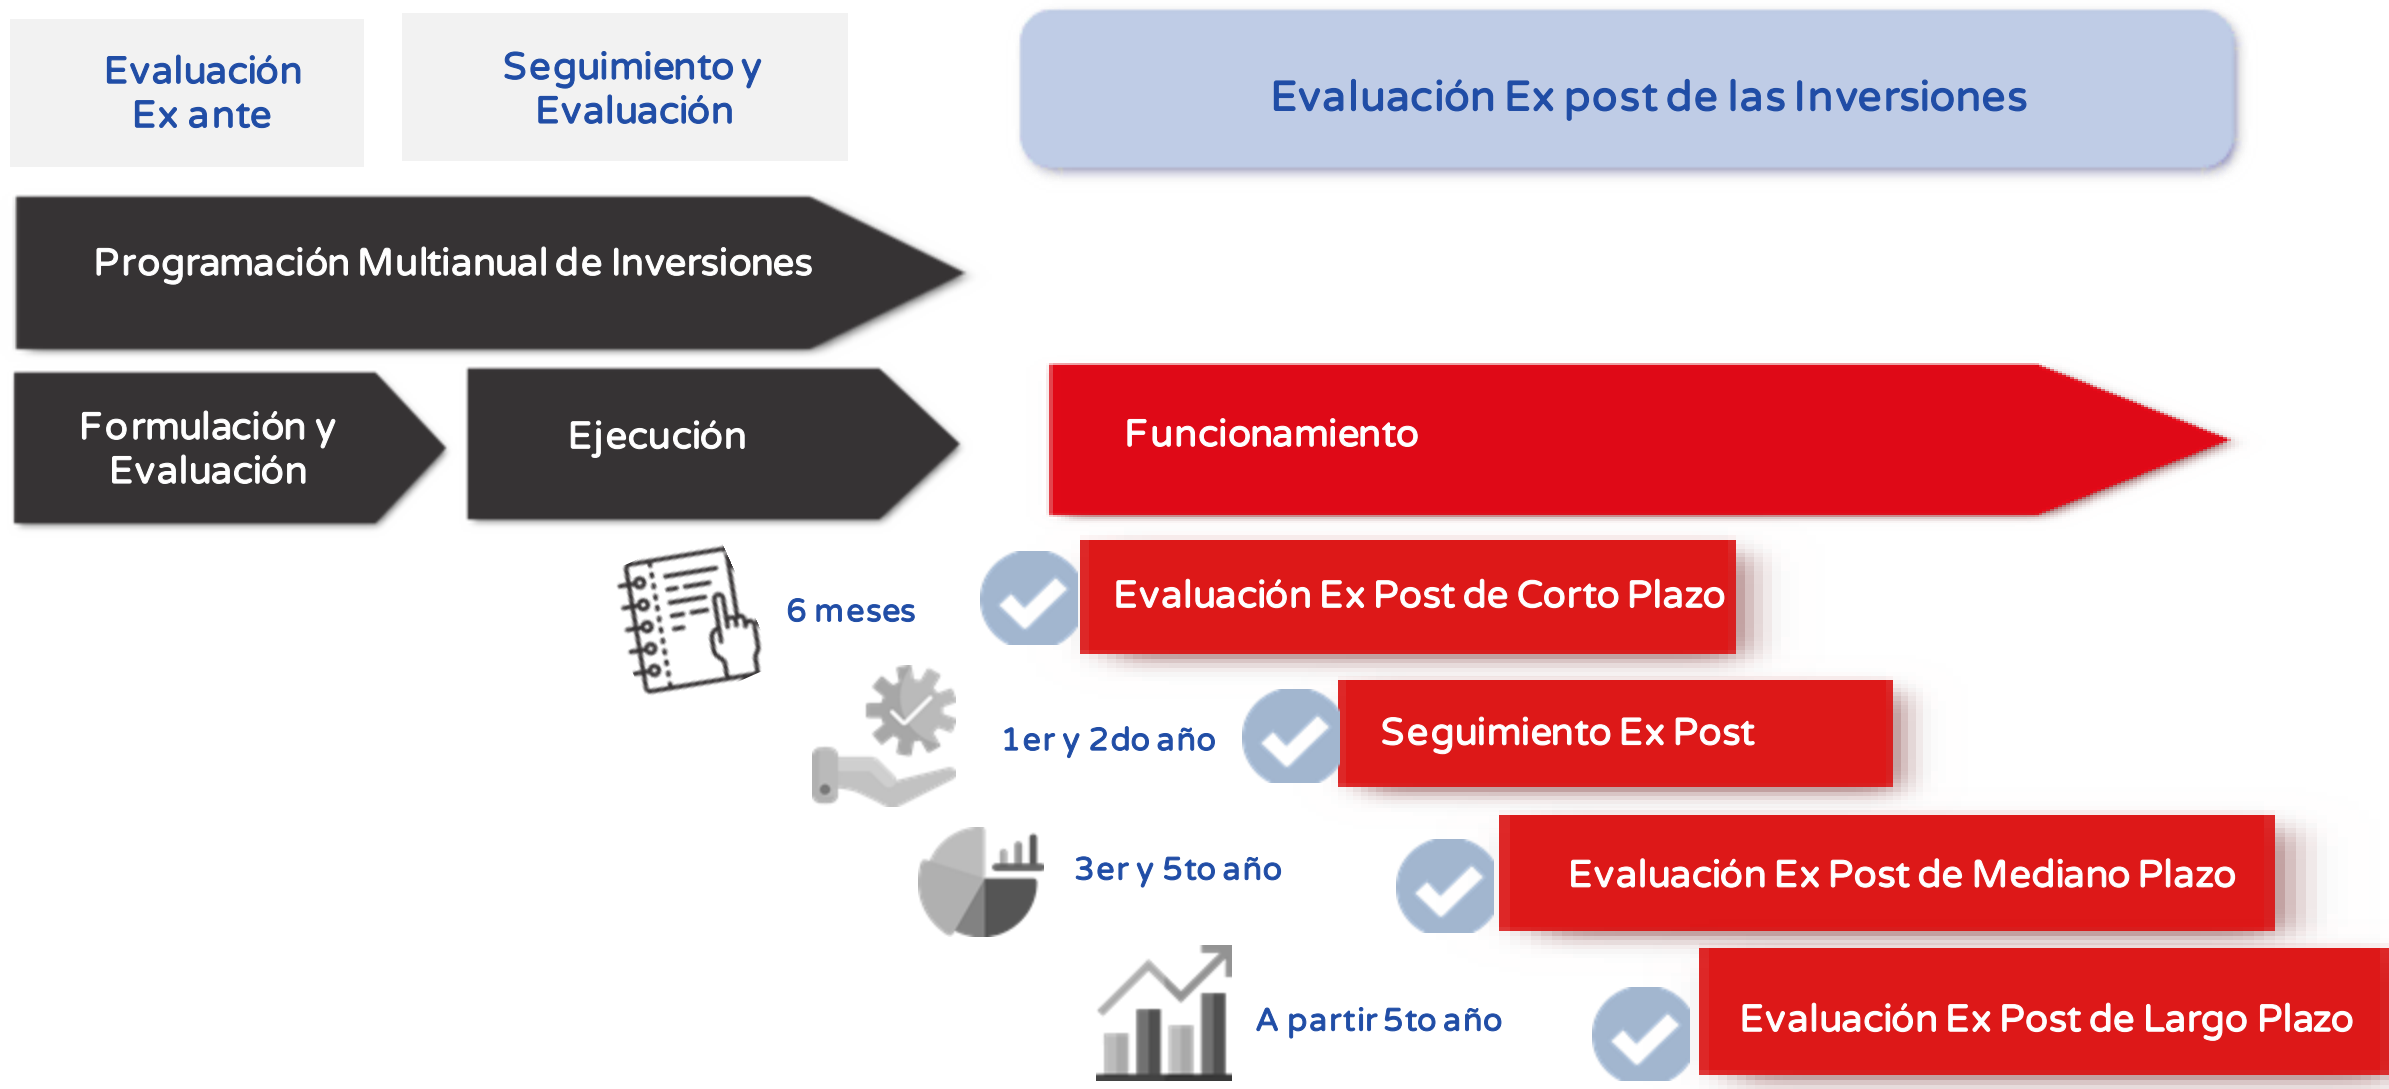 Evaluación
Ex ante
Seguimiento y
Evaluación
Evaluación Ex post de las Inversiones
Programación Multianual de Inversiones
Formulación y
Evaluación
Ejecución
Funcionamiento
6 meses
Evaluación Ex Post de Corto Plazo
1er y 2do año
Seguimiento Ex Post
3er y 5to año
Evaluación Ex Post de Mediano Plazo
A partir 5to año
Evaluación Ex Post de Largo Plazo